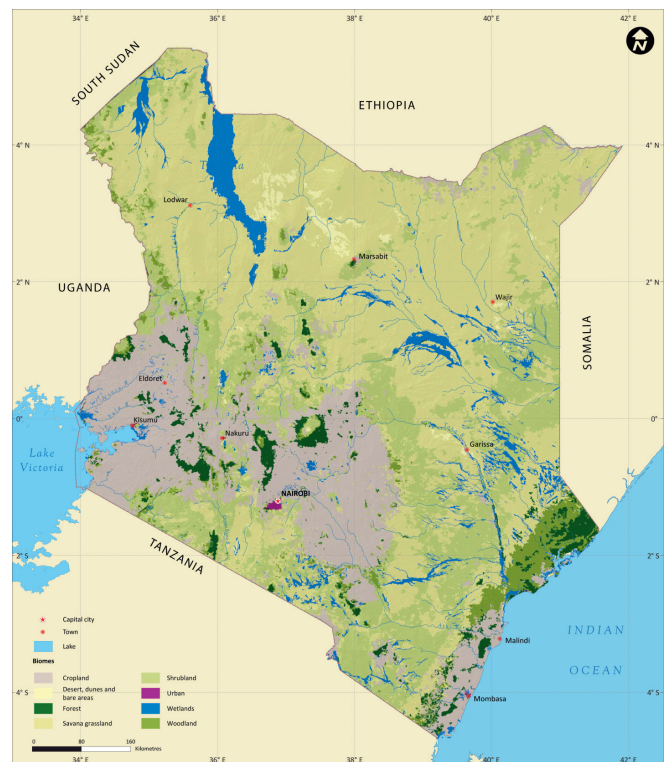 34° E
36° E
38° E
40° E
42° E
N
SOUTH SUDAN
ETHIOPIA
4° N
4° N
Lodwar
Marsabit
2° N
2° N
UGANDA
Wajir
SOMALIA
Eldoret
Kisumu
0°
0°
Nakuru
Garissa
Lake
Victoria
NAIROBI
2° S
2° S
TANZANIA
Capital city
Town
Lake
Malindi
INDIAN
OCEAN
Biomes
Cropland
Desert, dunes and
bare areas
Forest
Savana grassland
Shrubland
Urban
Wetlands
Woodland
Mombasa
4° S
4° S
0
80
160
Kilometres
34° E
36° E
38° E
40° E
42° E